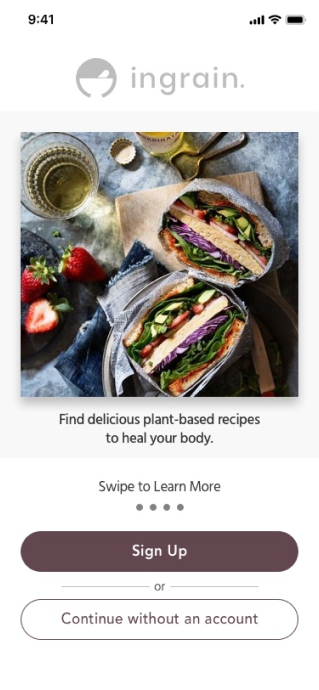 9:41
ingrain.
Find delicious plant-based recipes
to heal your body.
Swipe to Learn More
Sign Up
or
Continue without an account